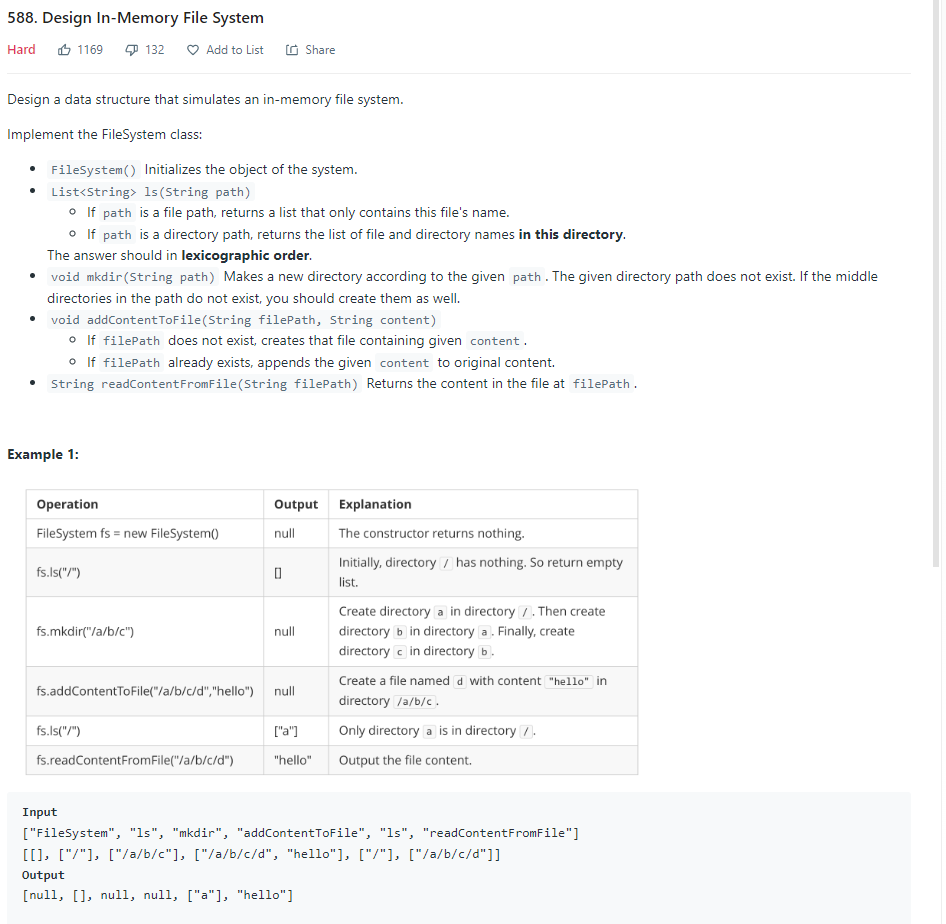 588. Design In-Memory File System
Hard 1169 132 Add to List Share
Design a data structure that simulates an in-memory file system.
Implement the FileSystem class:
• FileSystem() Initializes the object of the system.
• List<String> ls(String path)
○ If path is a file path, returns a list that only contains this file's name.
○ If path is a directory path, returns the list of file and directory names in this directory.
The answer should in lexicographic order.
• void mkdir(String path) Makes a new directory according to the given path. The given directory path does not exist. If the middle
directories in the path do not exist, you should create them as well.
• void addContentToFile(String filePath, String content)
○ If filePath does not exist, creates that file containing given content.
○ If filePath already exists, appends the given content to original content.
• String readContentFromFile(String filePath) Returns the content in the file at filePath.
Example 1:
Operation Output Explanation
FileSystem fs = new FileSystem() null The constructor returns nothing.
fs.ls("/") [] Initially, directory / has nothing. So return empty
list.
fs.mkdir("/a/b/c") null Create directory a in directory /. Then create
directory b in directory a. Finally, create
directory c in directory b.
fs.addContentToFile("/a/b/c/d","hello") null Create a file named d with content "hello" in
directory /a/b/c.
fs.ls("/") ["a"] Only directory a is in directory /.
fs.readContentFromFile("/a/b/c/d") "hello" Output the file content.
Input
["FileSystem", "ls", "mkdir", "addContentToFile", "ls", "readContentFromFile"]
[[], ["/"], ["/a/b/c"], ["/a/b/c/d", "hello"], ["/"], ["/a/b/c/d"]]
Output
[null, [], null, null, ["a"], "hello"]